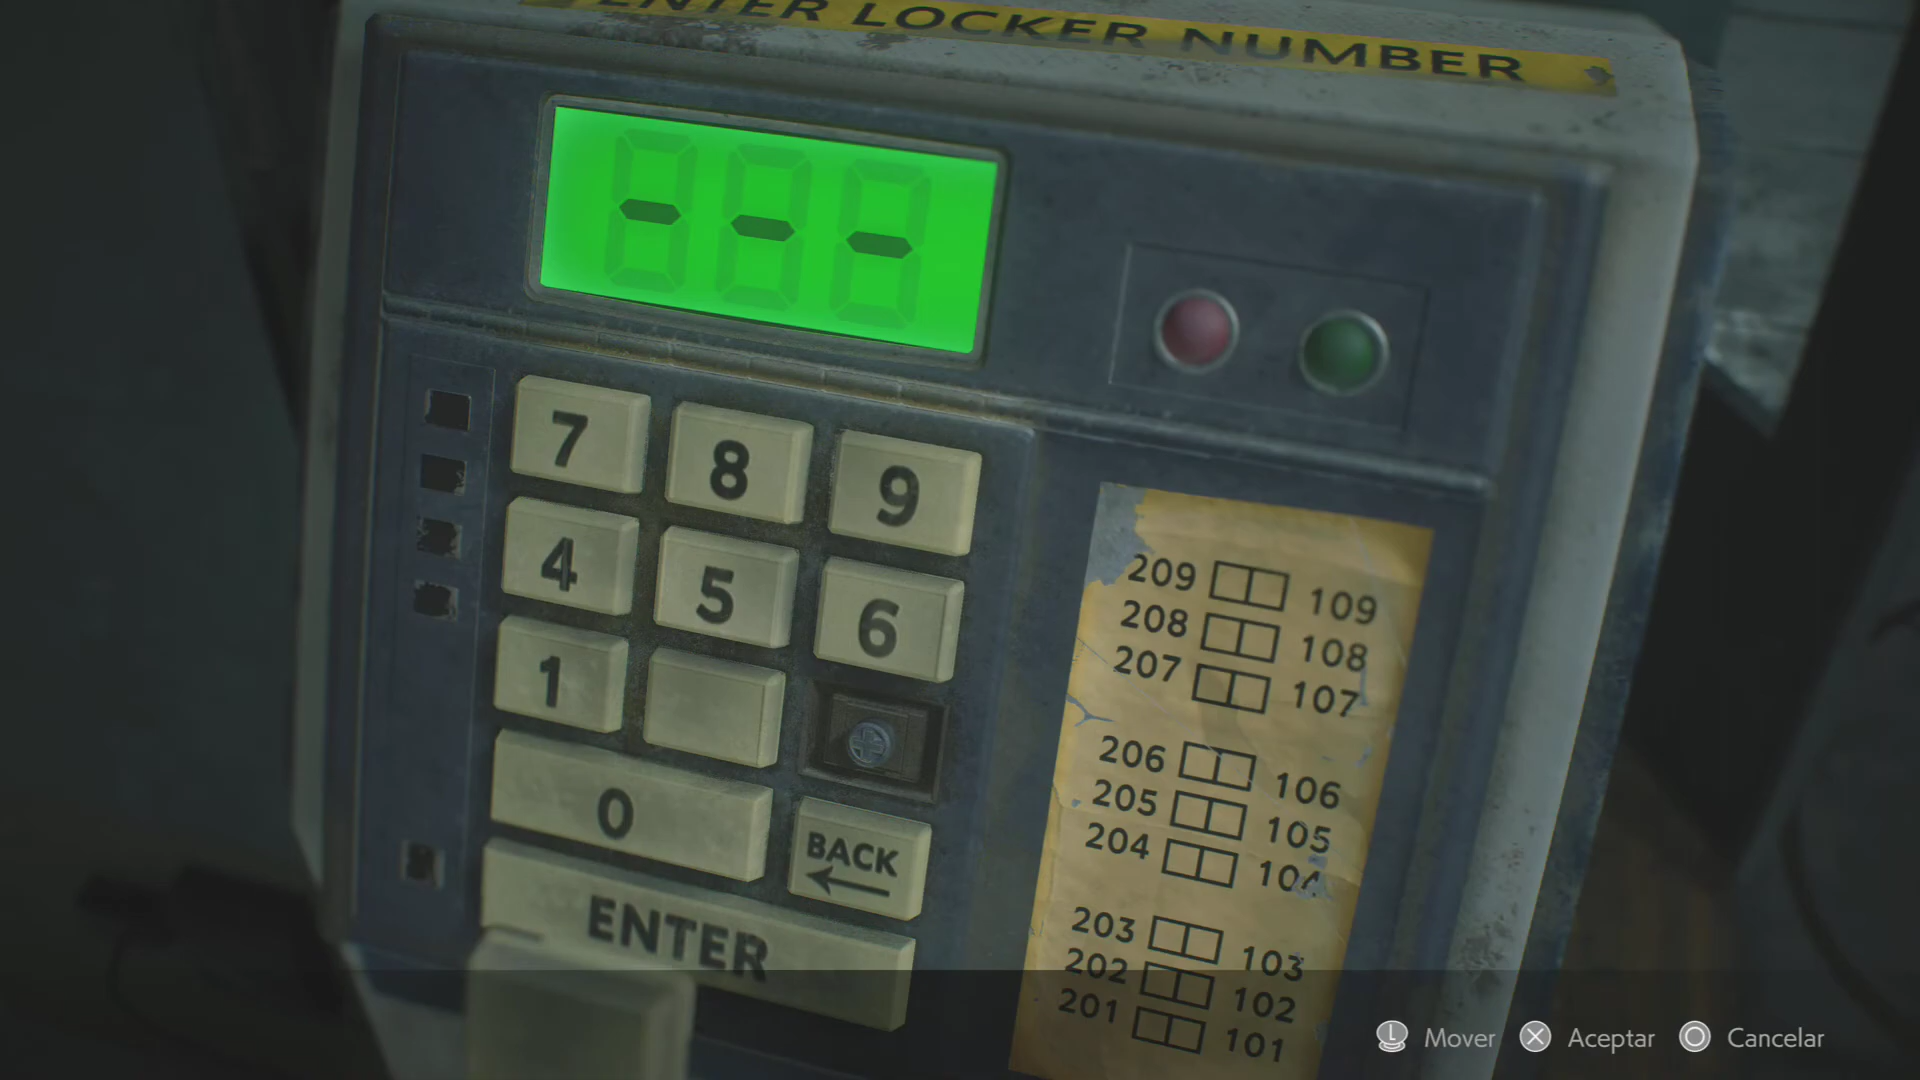 ENTER LOCKER NUMBER
- - -
7 8 9
4 5 6
1
0 BACK
ENTER
209 109
208 108
207 107
206 106
205 105
204 104
203 103
202 102
201 101
Mover Aceptar Cancelar